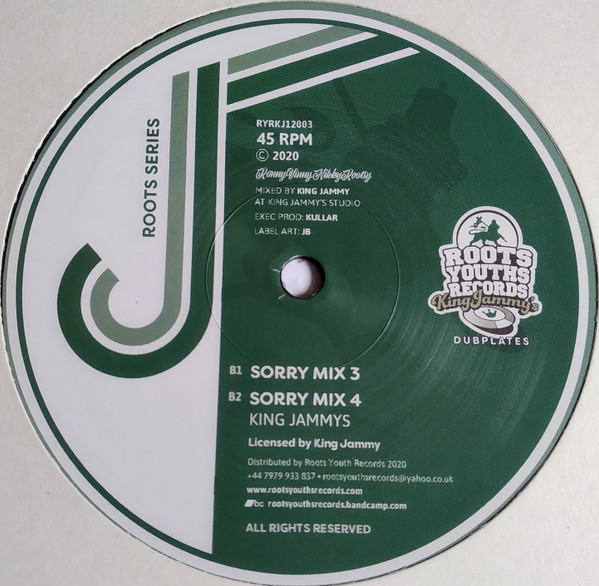 ROOTS SERIES
RYRKJ12003
45 RPM
© 2020
RannyVinnyNikkyRooty
MIXED BY KING JAMMY
AT KING JAMMY'S STUDIO
EXEC PROD: KULLAR
LABEL ART: JB
ROOTS
YOUTHS
RECORDS
King Jammy's
DUBPLATES
B1 SORRY MIX 3
B2 SORRY MIX 4
KING JAMMYS
Licensed by King Jammy
Distributed by Roots Youth Records 2020
+44 7979 933 837 • rootsyouthsrecords@yahoo.co.uk
www.rootsyouthsrecords.com
bc rootsyouthsrecords.bandcamp.com
ALL RIGHTS RESERVED